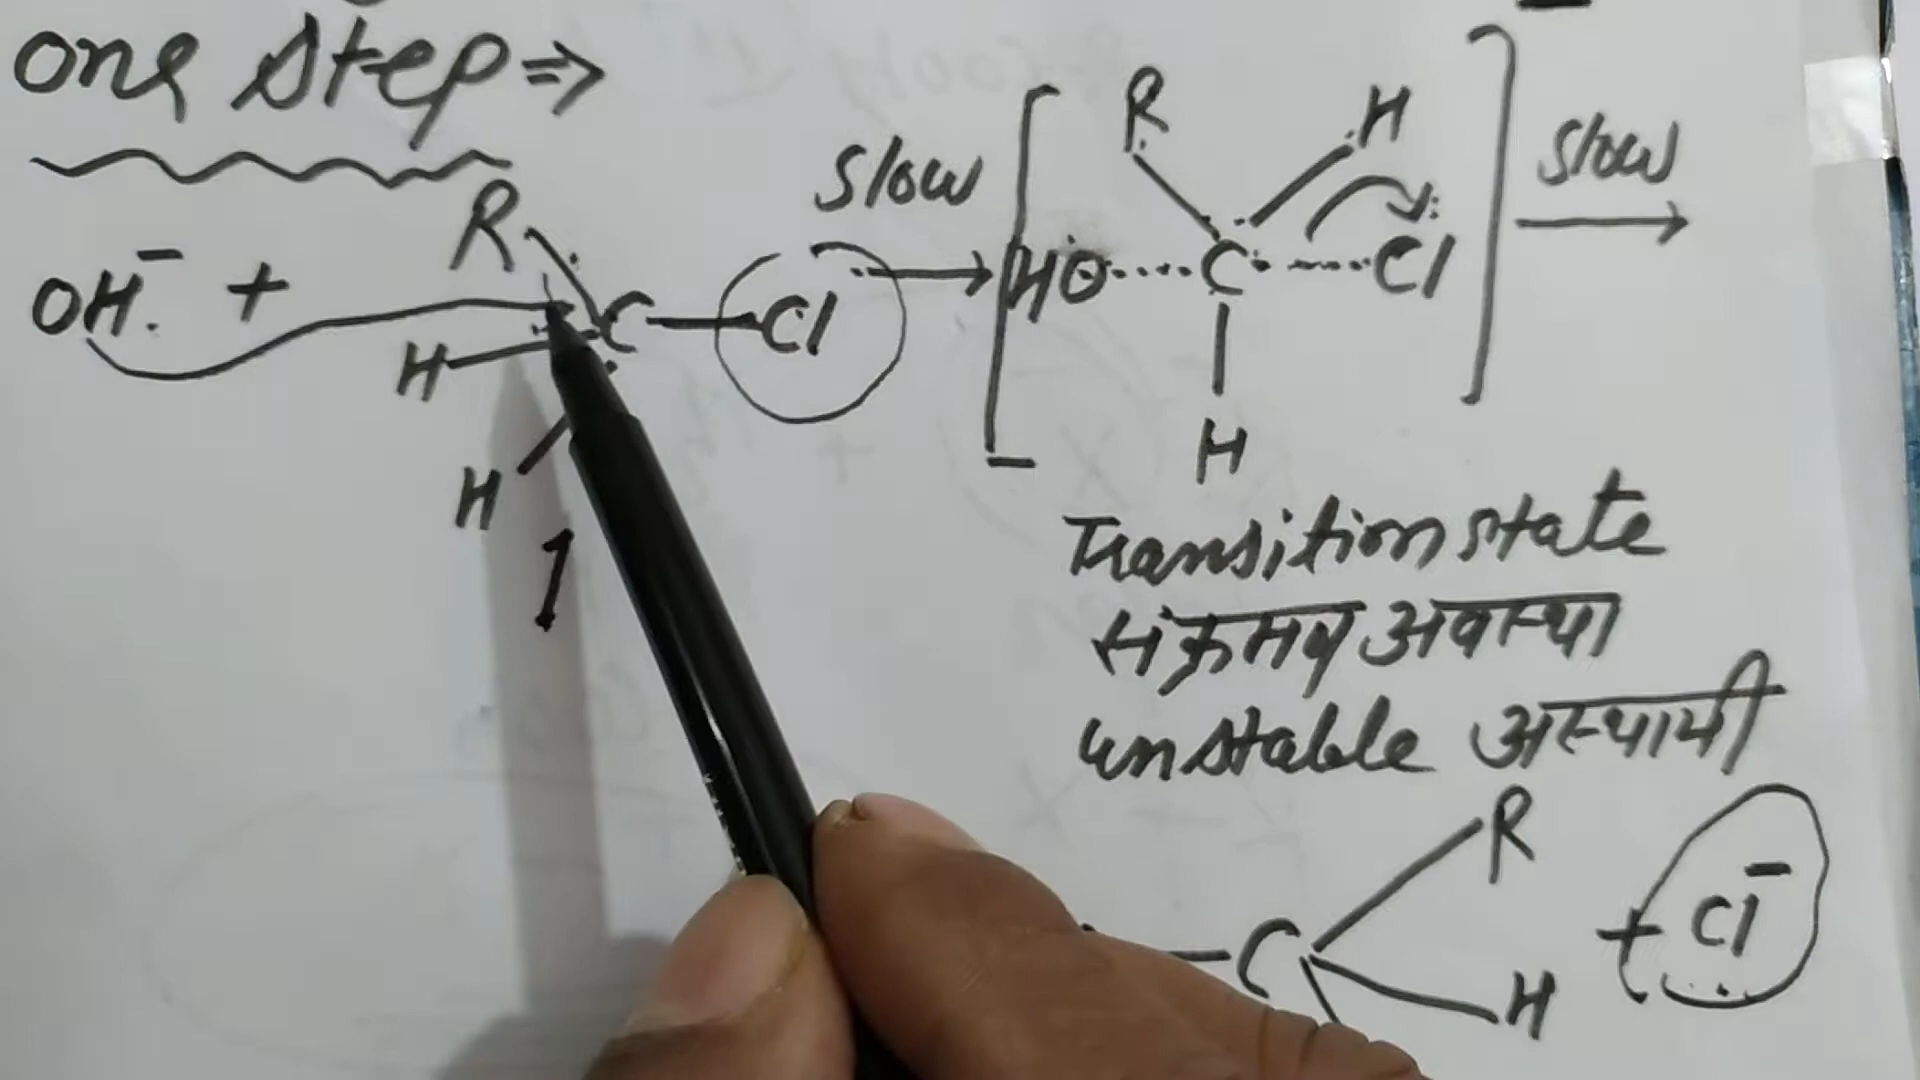 one step ⇒
OH⁻ + R H H C — Cl
slow
[HO.....C.....Cl R H H]⁻
slow
Transition state
संक्रमण अवस्था
unstable अस्थायी
— C R H + Cl⁻